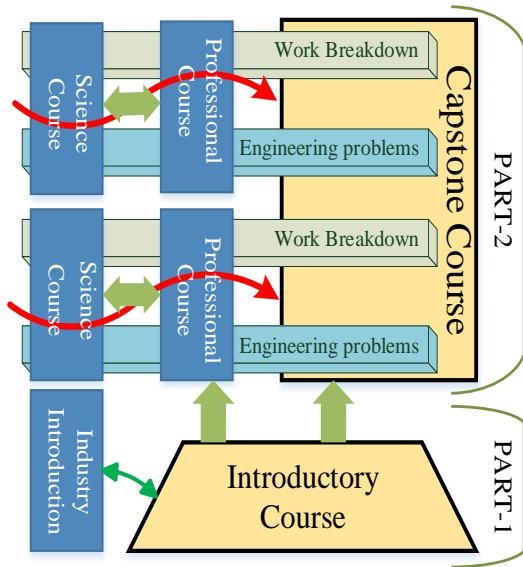 Work Breakdown
Science
Course
Professional
Course
Engineering problems
Capstone Course
PART-2
Work Breakdown
Science
Course
Professional
Course
Engineering problems
Industry
Introduction
Introductory
Course
PART-1